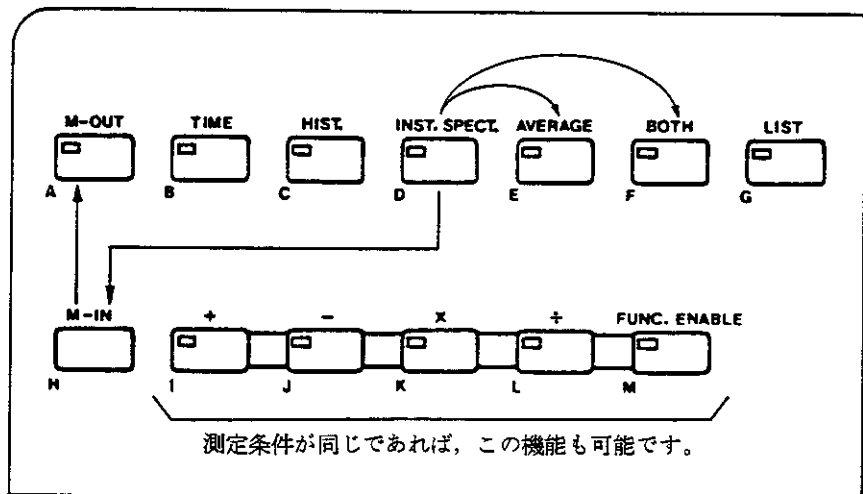 M-OUT TIME HIST. INST. SPECT. AVERAGE BOTH LIST
A B C D E F G
M-IN + - × ÷ FUNC. ENABLE
H I J K L M
測定条件が同じであれば，この機能も可能です。